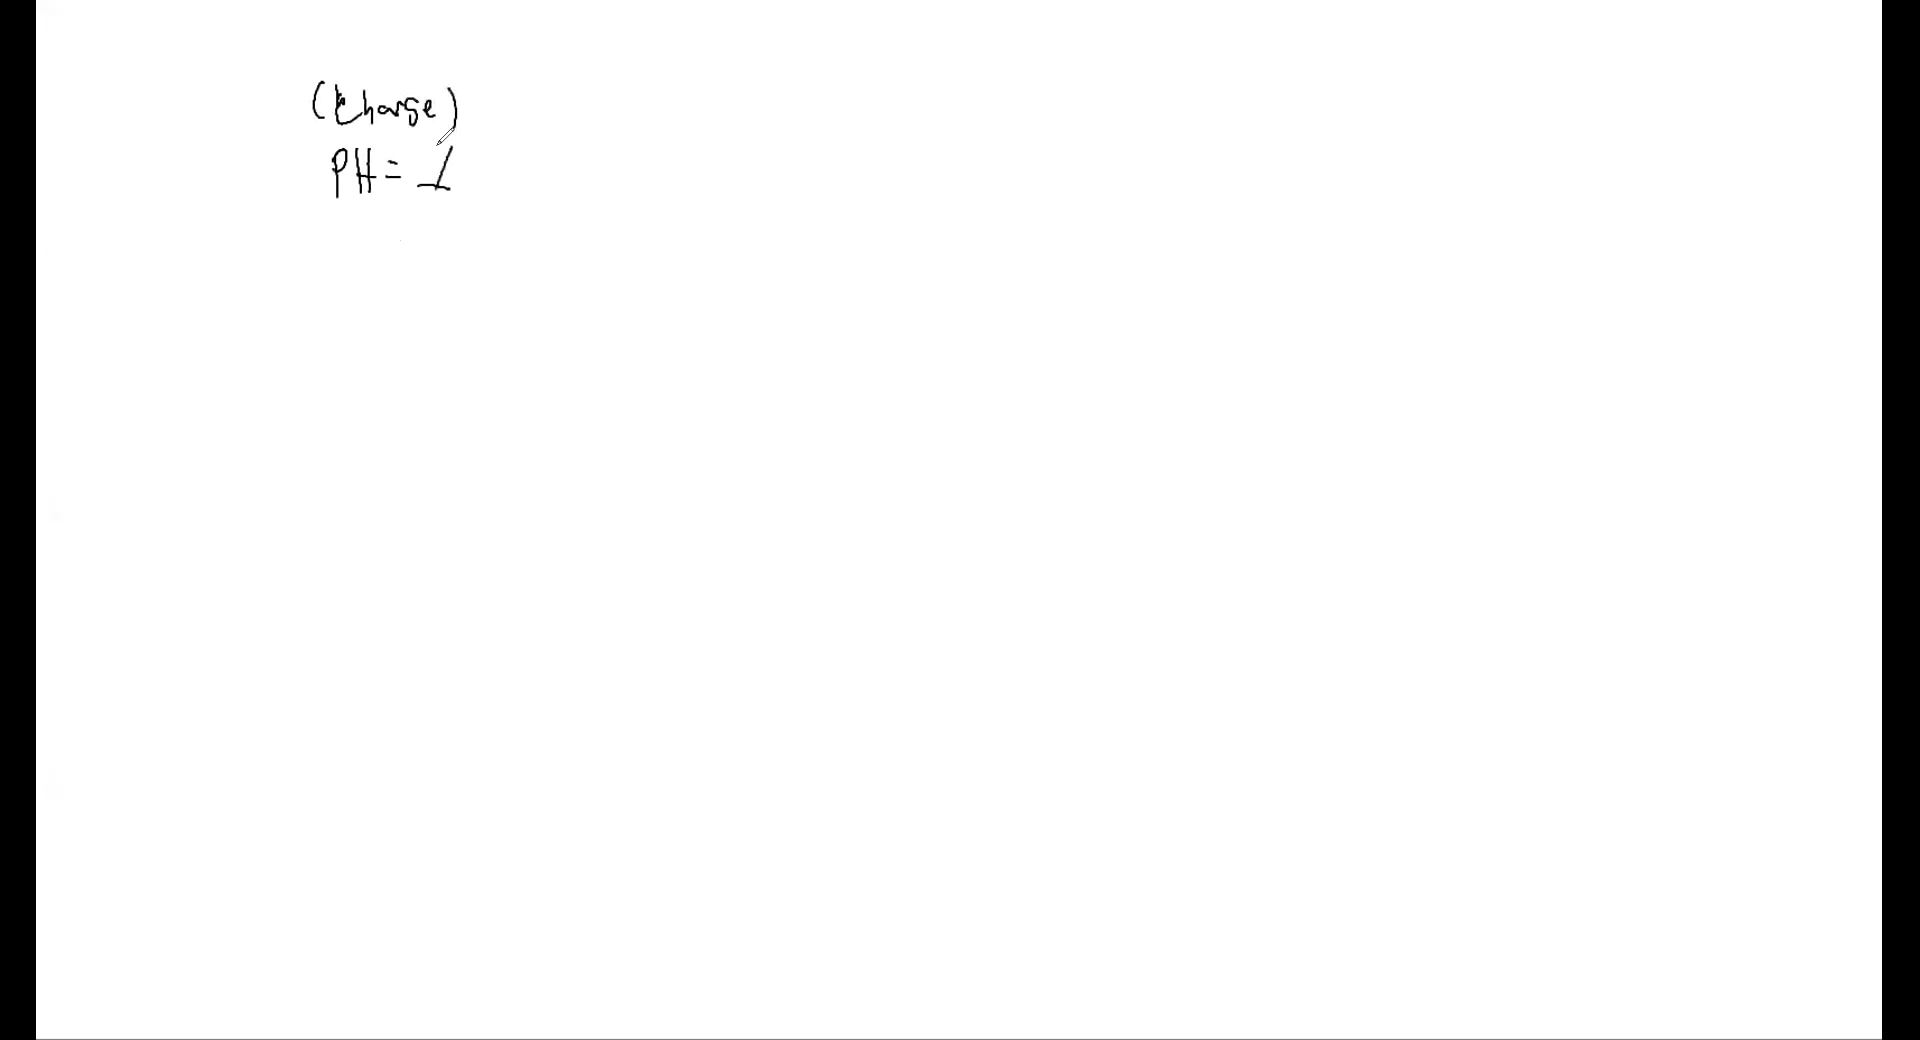 (Charge)
PH = 1